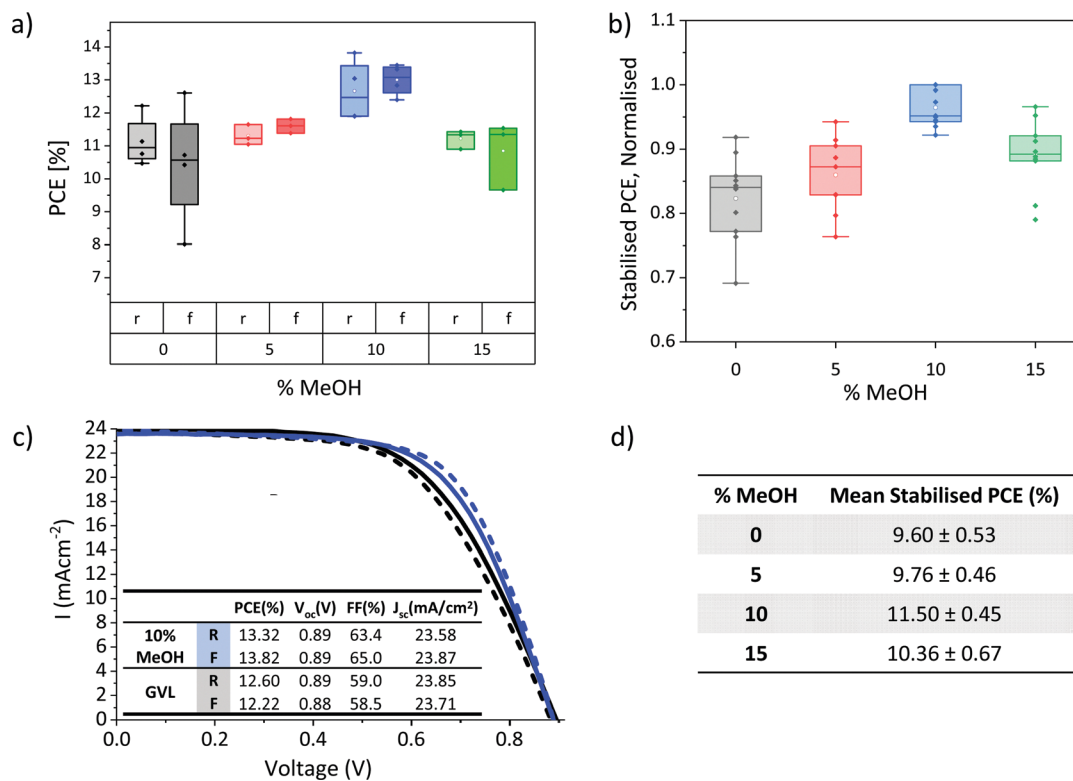 a)
PCE [%]
14
13
12
11
10
9
8
7
r f r f r f r f
0 5 10 15
% MeOH
b)
Stabilised PCE, Normalised
1.0
0.9
0.8
0.7
0.6
0 5 10 15
% MeOH
c)
I (mAcm-2)
24
22
20
18
16
14
12
10
8
6
4
2
0
PCE(%) Voc(V) FF(%) Jsc(mA/cm²)
10% R 13.32 0.89 63.4 23.58
MeOH F 13.82 0.89 65.0 23.87
GVL R 12.60 0.89 59.0 23.85
F 12.22 0.88 58.5 23.71
0.0 0.2 0.4 0.6 0.8
Voltage (V)
d)
% MeOH Mean Stabilised PCE (%)
0 9.60 ± 0.53
5 9.76 ± 0.46
10 11.50 ± 0.45
15 10.36 ± 0.67